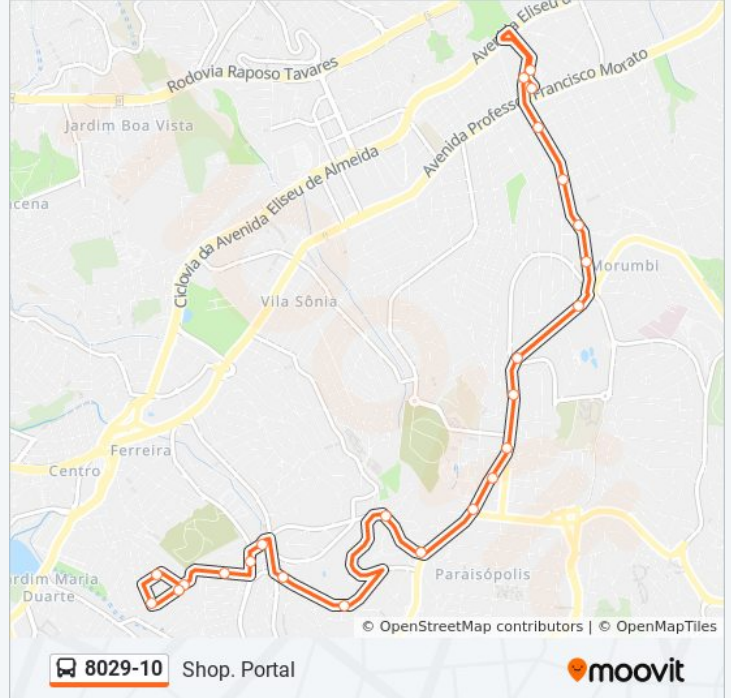 Avenida Eliseu de
Rodovia Raposo Tavares
Avenida Professor Francisco Morato
Jardim Boa Vista
Ciclovia da Avenida Eliseu de Almeida
cena
Morumbi
Vila Sônia
Ferreira
Centro
Paraisópolis
ardim Maria
Duarte
© OpenStreetMap contributors | © OpenMapTiles
8029-10 Shop. Portal
moovit